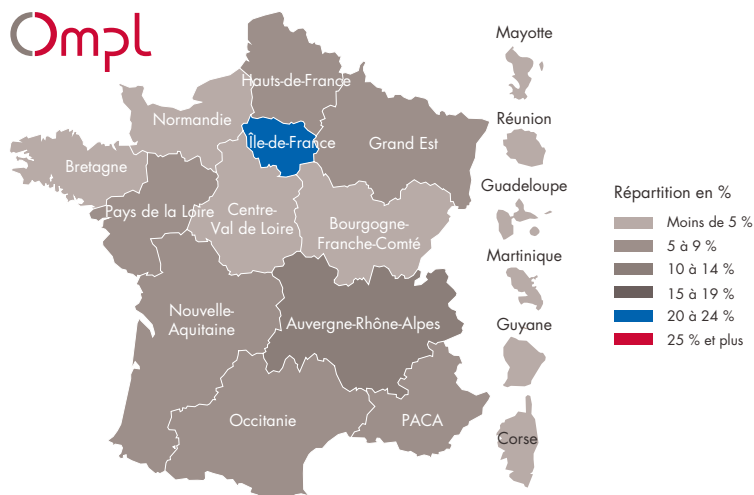 Ompl
Hauts-de-France
Normandie
Île-de-France
Grand Est
Bretagne
Pays de la Loire
Centre-
Val de Loire
Bourgogne-
Franche-Comté
Nouvelle-
Aquitaine
Auvergne-Rhône-Alpes
Occitanie
PACA
Mayotte
Réunion
Guadeloupe
Martinique
Guyane
Corse
Répartition en %
Moins de 5 %
5 à 9 %
10 à 14 %
15 à 19 %
20 à 24 %
25 % et plus